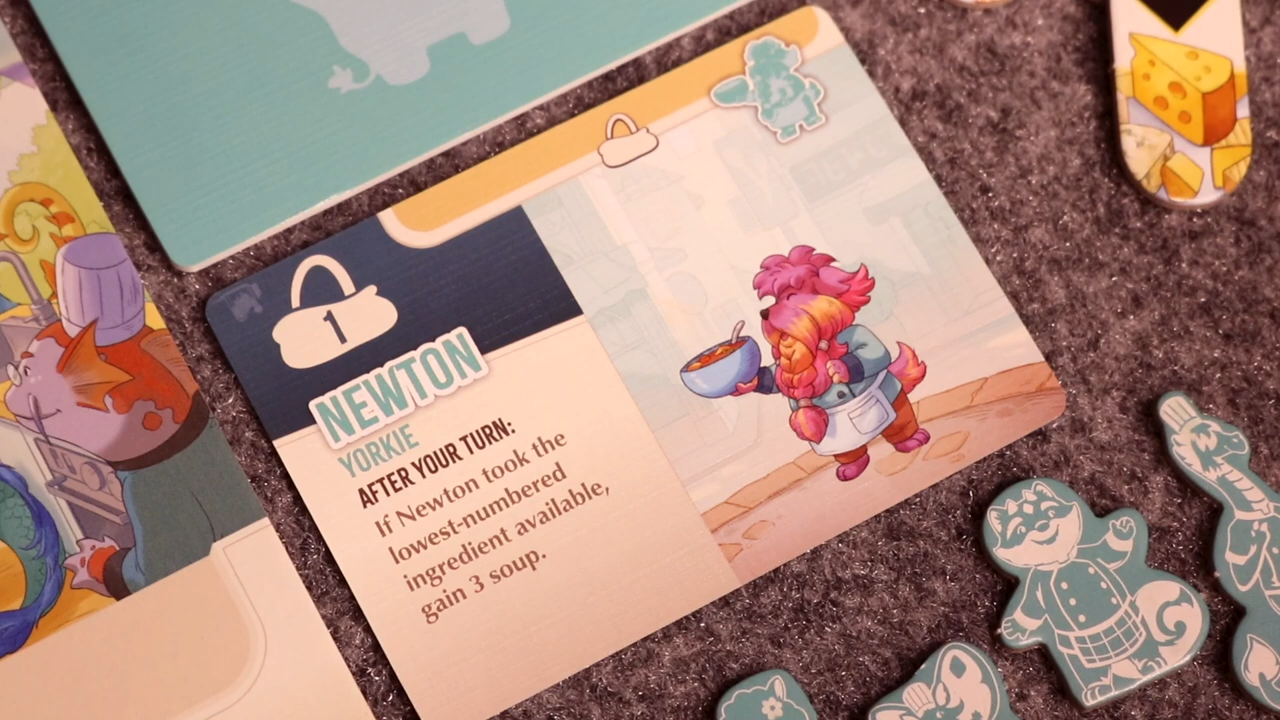 1
NEWTON
YORKIE
AFTER YOUR TURN:
If Newton took the
lowest-numbered
ingredient available,
gain 3 soup.